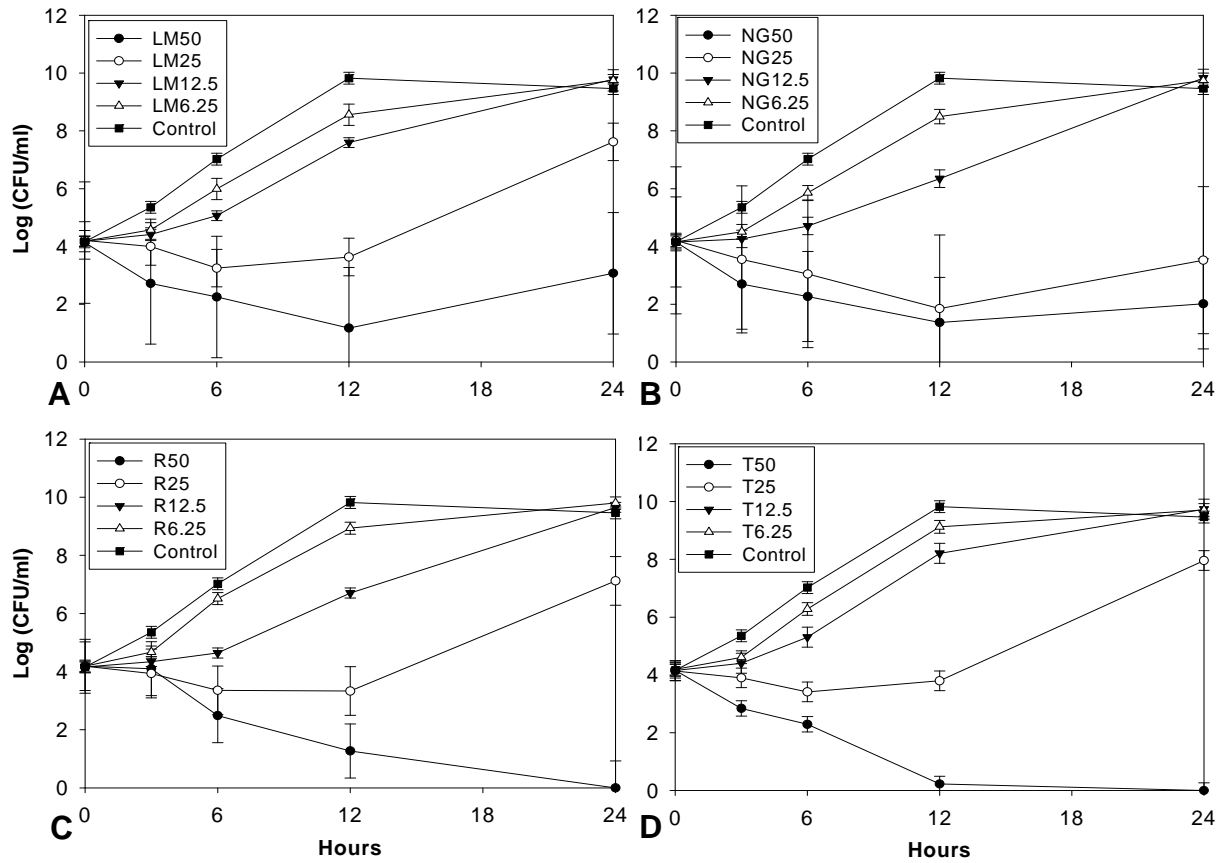 12
10
8
6
4
2
0
Log (CFU/ml)
LM50
LM25
LM12.5
LM6.25
Control
0 6 12 18 24
A
12
10
8
6
4
2
0
NG50
NG25
NG12.5
NG6.25
Control
0 6 12 18 24
B
12
10
8
6
4
2
0
Log (CFU/ml)
R50
R25
R12.5
R6.25
Control
0 6 12 18 24
C
Hours
12
10
8
6
4
2
0
T50
T25
T12.5
T6.25
Control
0 6 12 18 24
D
Hours